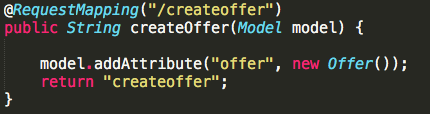 @RequestMapping("/createoffer")
public String createOffer(Model model) {
model.addAttribute("offer", new Offer());
return "createoffer";
}